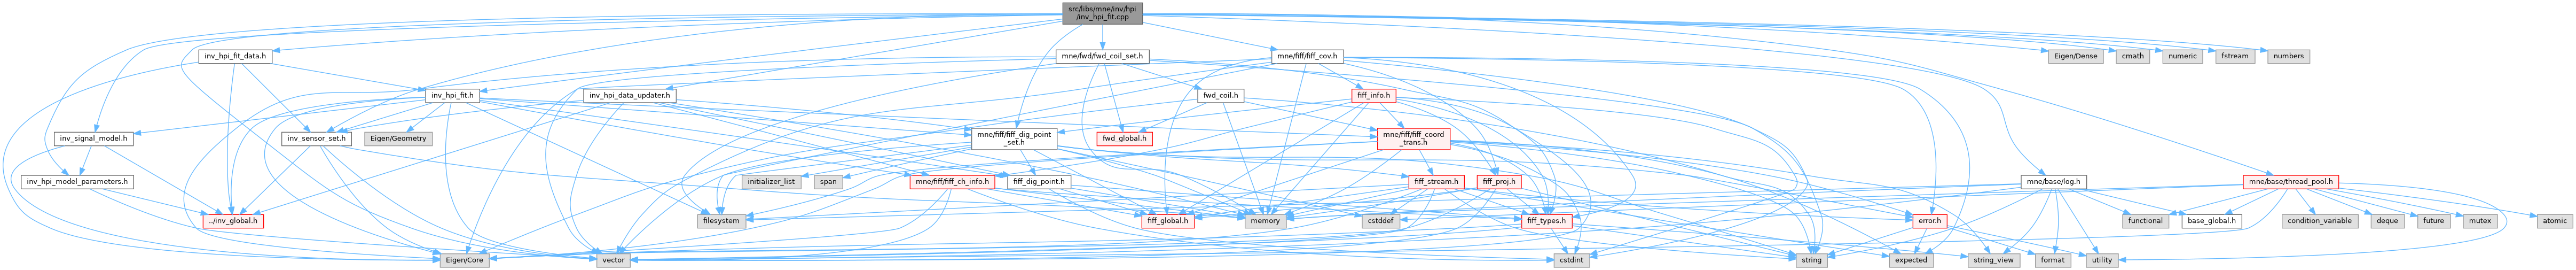 src/libs/mne/inv/hpi
/inv_hpi_fit.cpp
inv_hpi_fit_data.h
mne/fwd/fwd_coil_set.h
mne/fiff/fiff_cov.h
Eigen/Dense
cmath
numeric
fstream
numbers
inv_hpi_fit.h
inv_hpi_data_updater.h
fwd_coil.h
fiff_info.h
inv_signal_model.h
inv_sensor_set.h
Eigen/Geometry
mne/fiff/fiff_dig_point
_set.h
fwd_global.h
mne/fiff/fiff_coord
_trans.h
inv_hpi_model_parameters.h
initializer_list
span
mne/fiff/fiff_ch_info.h
fiff_dig_point.h
fiff_stream.h
fiff_proj.h
mne/base/log.h
mne/base/thread_pool.h
../inv_global.h
filesystem
fiff_global.h
memory
cstddef
fiff_types.h
error.h
functional
base_global.h
condition_variable
deque
future
mutex
atomic
Eigen/Core
vector
cstdint
string
expected
string_view
format
utility